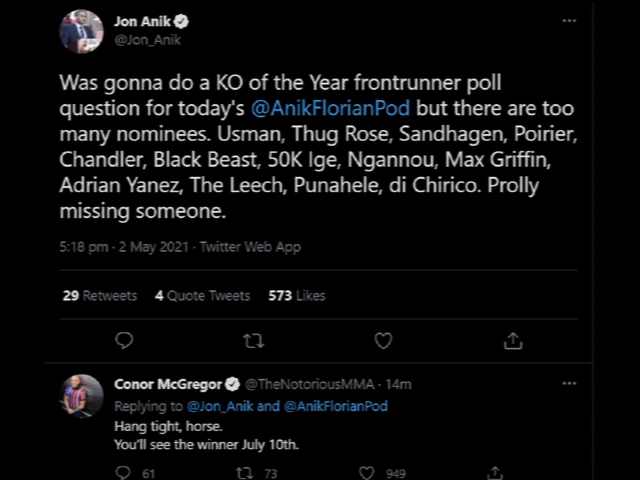 Jon Anik
@Jon_Anik
Was gonna do a KO of the Year frontrunner poll
question for today's @AnikFlorianPod but there are too
many nominees. Usman, Thug Rose, Sandhagen, Poirier,
Chandler, Black Beast, 50K Ige, Ngannou, Max Griffin,
Adrian Yanez, The Leech, Punahele, di Chirico. Prolly
missing someone.
5:18 pm · 2 May 2021 · Twitter Web App
29 Retweets 4 Quote Tweets 573 Likes
Conor McGregor @TheNotoriousMMA · 14m
Replying to @Jon_Anik and @AnikFlorianPod
Hang tight, horse.
You'll see the winner July 10th.
61 73 949